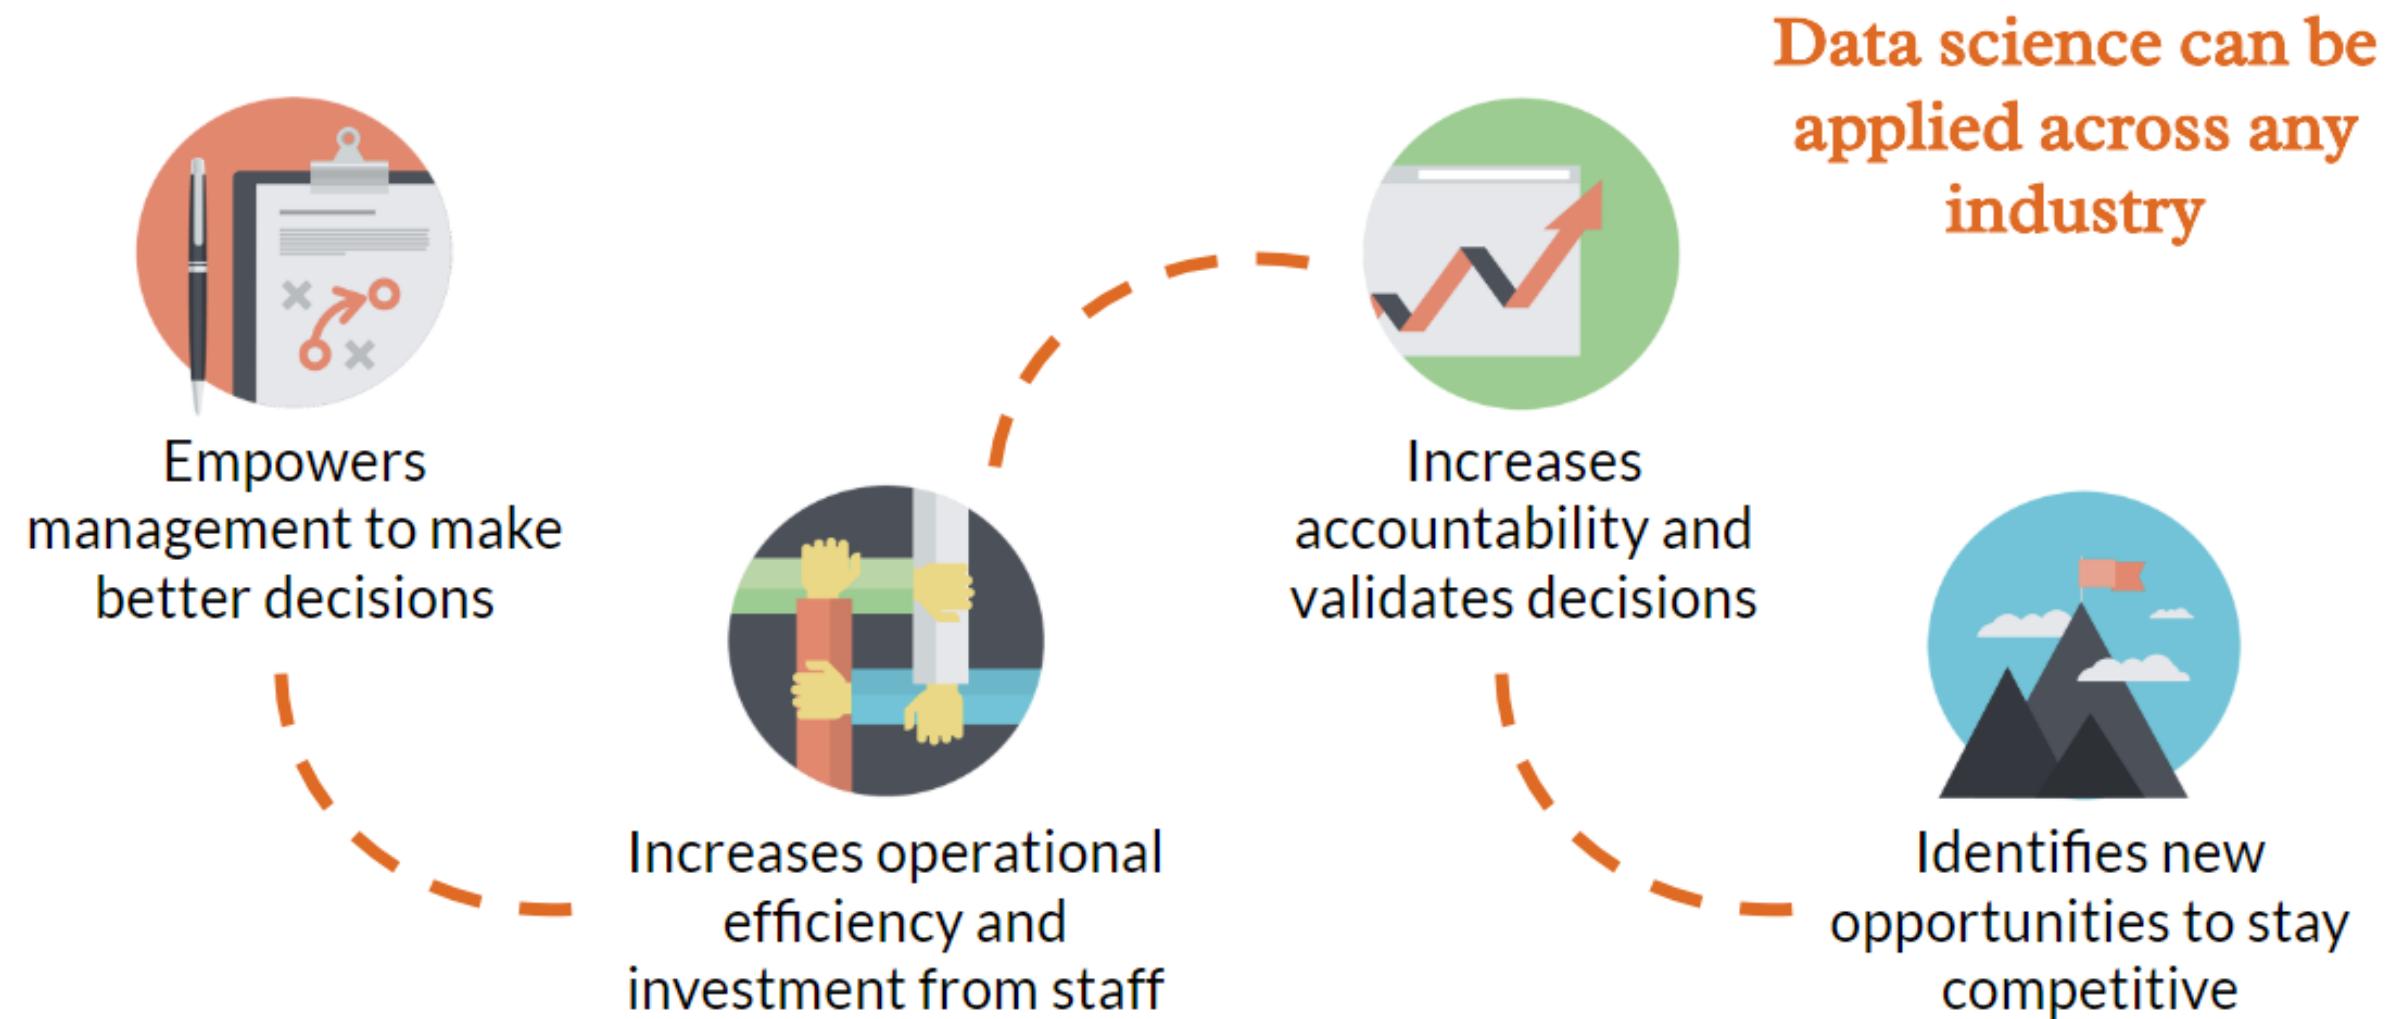 Data science can be
applied across any
industry
Empowers
management to make
better decisions
Increases operational
efficiency and
investment from staff
Increases
accountability and
validates decisions
Identifies new
opportunities to stay
competitive